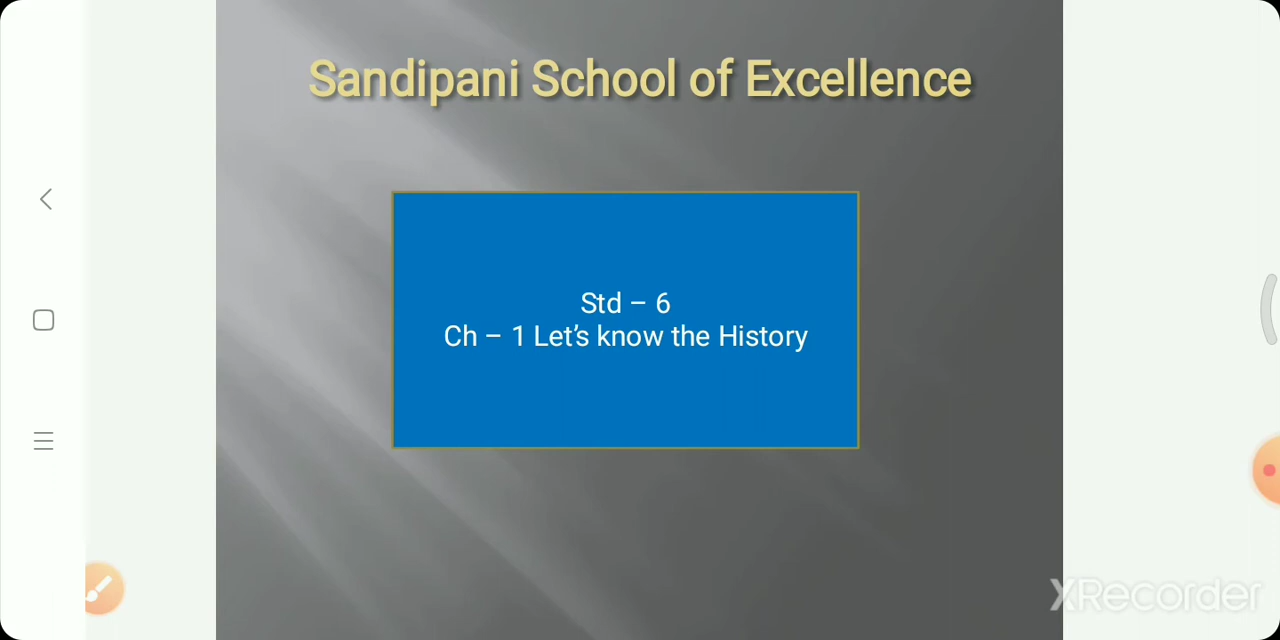 Sandipani School of Excellence
Std – 6
Ch – 1 Let’s know the History
XRecorder